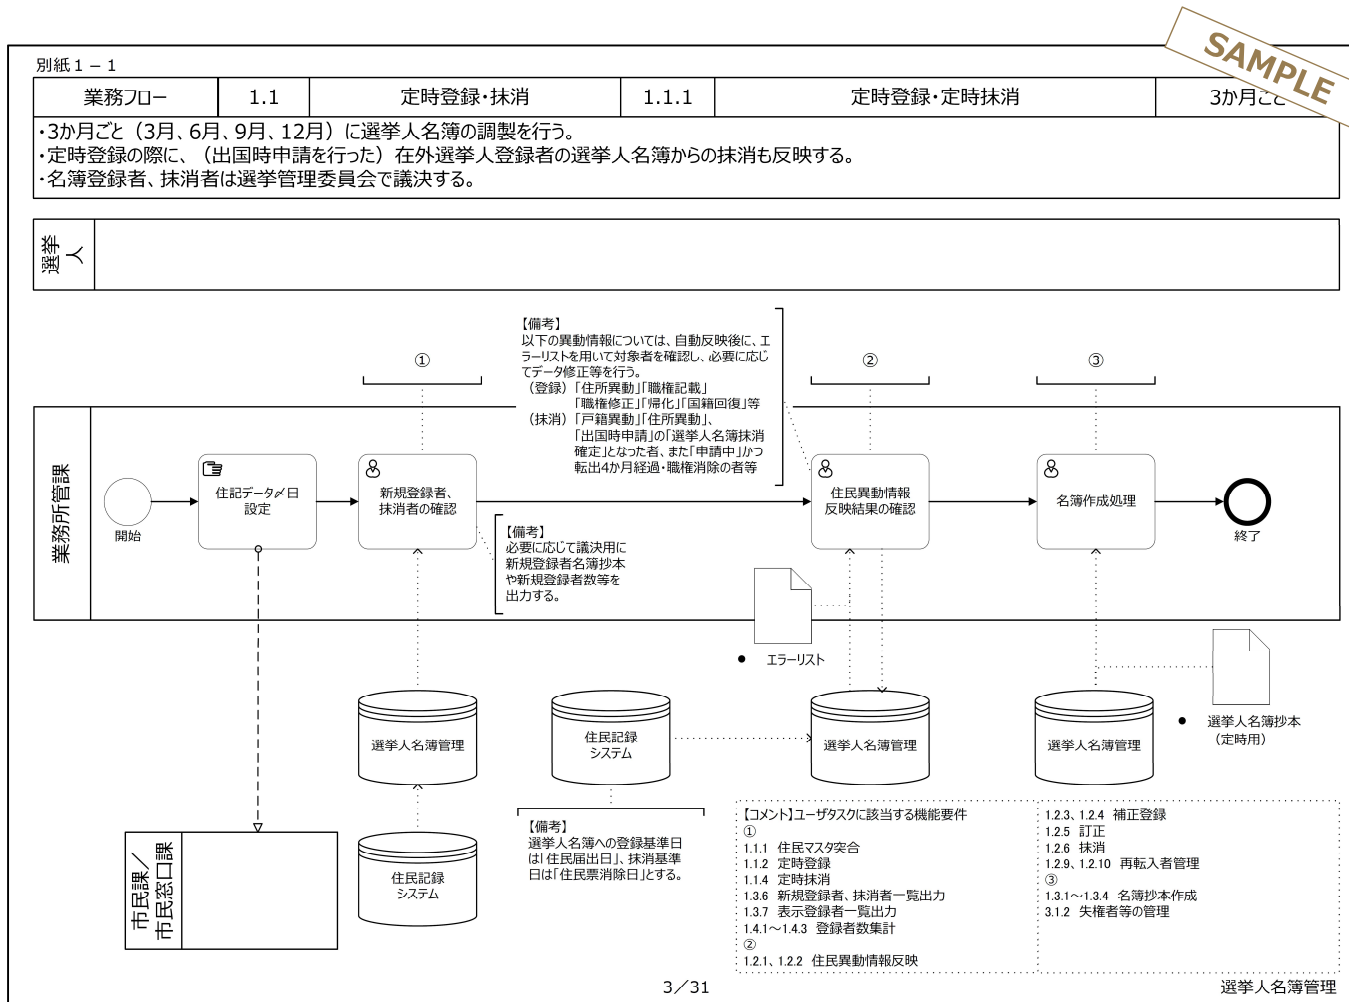 SAMPLE
別紙1-1
業務フロー 1.1 定時登録・抹消 1.1.1 定時登録・定時抹消 3か月ごと
・3か月ごと（3月、6月、9月、12月）に選挙人名簿の調製を行う。
・定時登録の際に、（出国時申請を行った）在外選挙人登録者の選挙人名簿からの抹消も反映する。
・名簿登録者、抹消者は選挙管理委員会で議決する。
選挙
人
【備考】
以下の異動情報については、自動反映後に、エ
ラーリストを用いて対象者を確認し、必要に応じ
てデータ修正等を行う。
（登録）「住所異動」「職権記載」
「職権修正」「帰化」「国籍回復」等
（抹消）「戸籍異動」「住所異動」、
「出国時申請」の「選挙人名簿抹消
確定」となった者、また「申請中」かつ
転出4か月経過・職権消除の者等
①
②
③
業務所管課
開始
住記データ〆日
設定
新規登録者、
抹消者の確認
住民異動情報
反映結果の確認
名簿作成処理
終了
【備考】
必要に応じて議決用に
新規登録者名簿抄本
や新規登録者数等を
出力する。
● エラーリスト
● 選挙人名簿抄本
（定時用）
選挙人名簿管理
住民記録
システム
選挙人名簿管理
選挙人名簿管理
住民記録
システム
【備考】
選挙人名簿への登録基準日
は「住民届出日」、抹消基準
日は「住民票消除日」とする。
市民課／
市民窓口課
【コメント】ユーザタスクに該当する機能要件
①
1.1.1 住民マスタ突合
1.1.2 定時登録
1.1.4 定時抹消
1.3.6 新規登録者、抹消者一覧出力
1.3.7 表示登録者一覧出力
1.4.1～1.4.3 登録者数集計
②
1.2.1、1.2.2 住民異動情報反映
1.2.3、1.2.4 補正登録
1.2.5 訂正
1.2.6 抹消
1.2.9、1.2.10 再転入者管理
③
1.3.1～1.3.4 名簿抄本作成
3.1.2 失権者等の管理
3／31
選挙人名簿管理